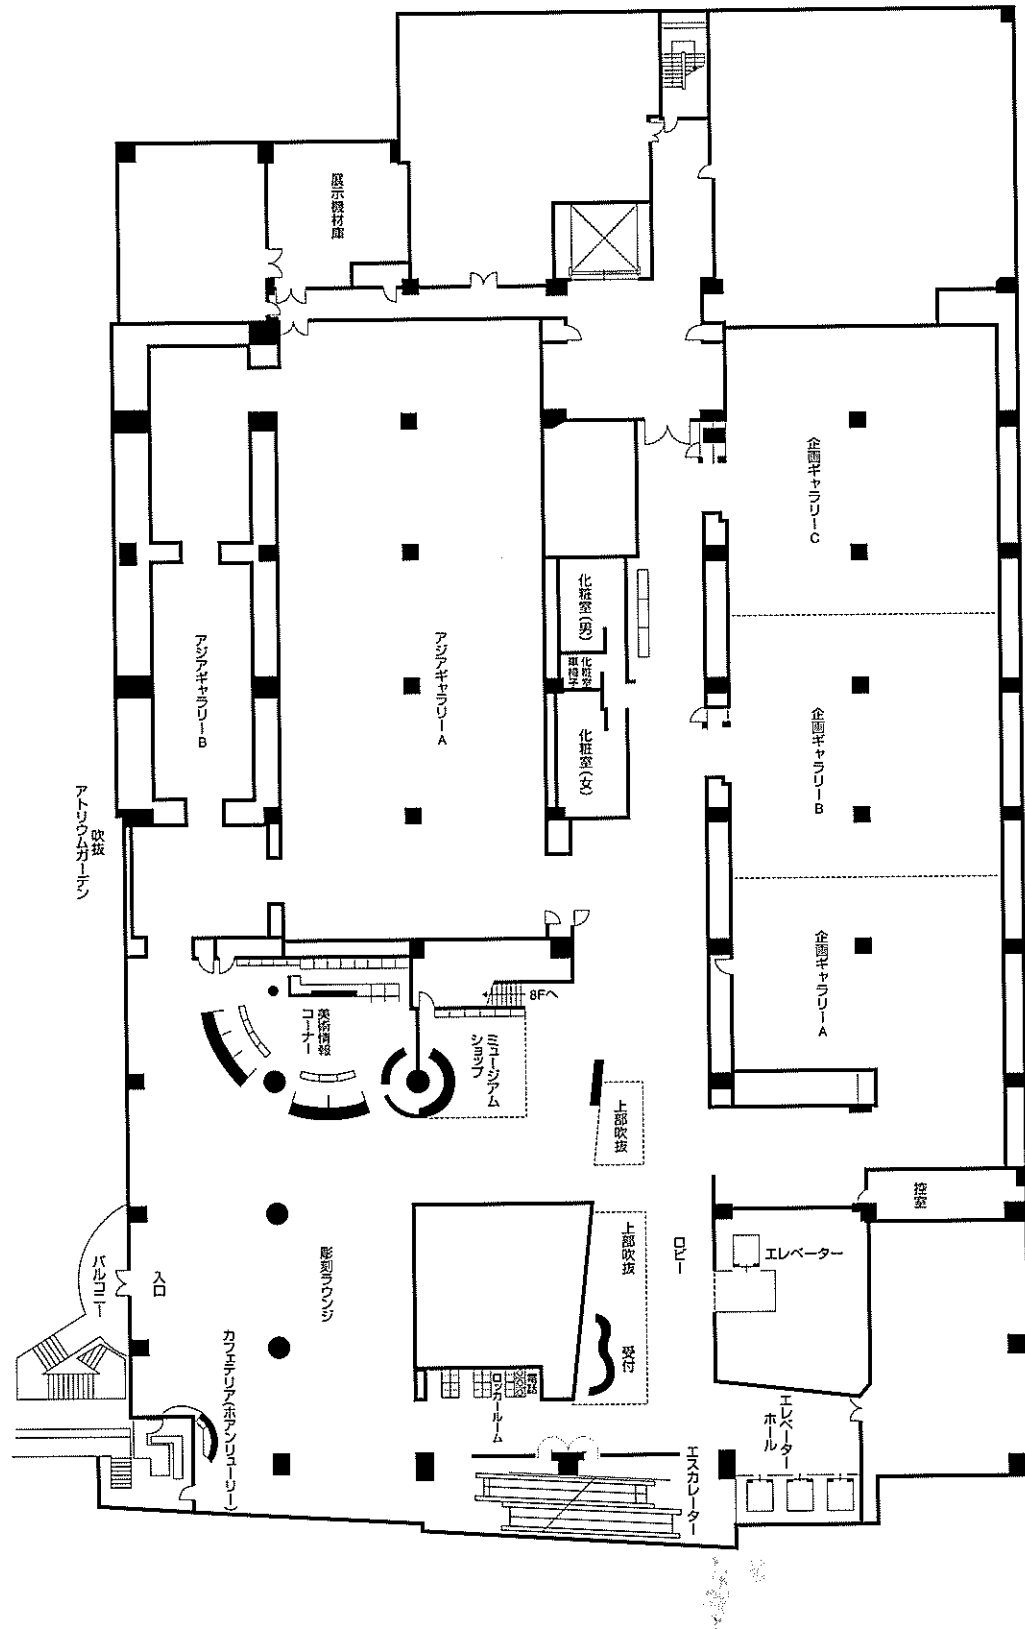 展示機材庫
企画ギャラリーC
化粧室(男)
化粧室
車椅子
アジアギャラリーB
アジアギャラリーA
化粧室(女)
企画ギャラリーB
吹抜
アトリウムガーデン
企画ギャラリーA
8Fへ
美術情報
コーナー
ミュージアム
ショップ
上部吹抜
控室
バルコニー
入口
彫刻ラウンジ
上部吹抜
ロビー
エレベーター
受付
カフェテリア(ホアンリューリー)
ロッカールーム
電話
エスカレーター
エレベーター
ホール